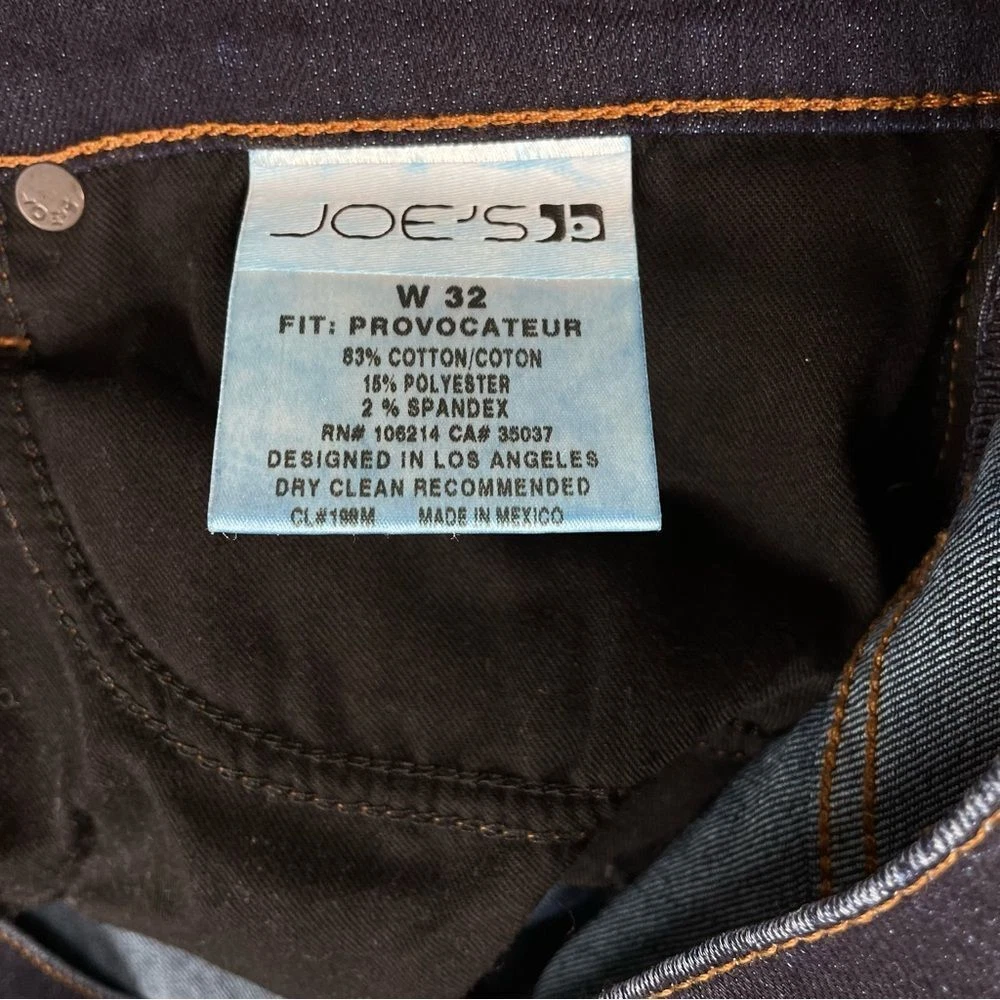 JOE'S
W 32
FIT: PROVOCATEUR
83% COTTON/COTON
15% POLYESTER
2 % SPANDEX
RN# 106214 CA# 35037
DESIGNED IN LOS ANGELES
DRY CLEAN RECOMMENDED
MADE IN MEXICO